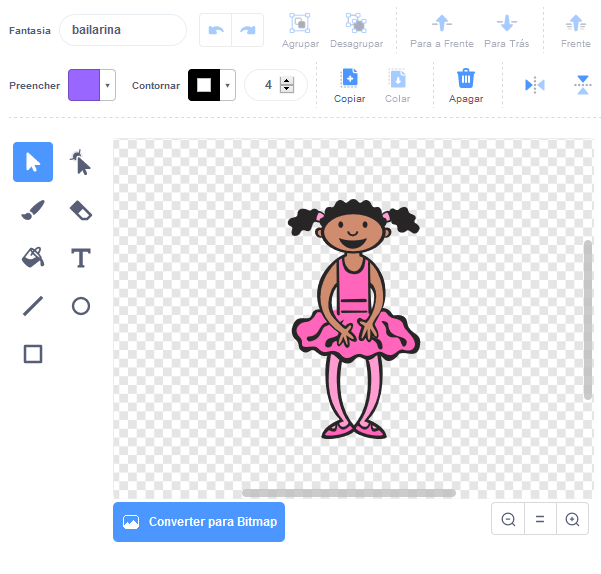 Fantasia
bailarina
Agrupar
Desagrupar
Para a Frente
Para Trás
Frente
Preencher
Contornar
4
Copiar
Colar
Apagar
T
Converter para Bitmap